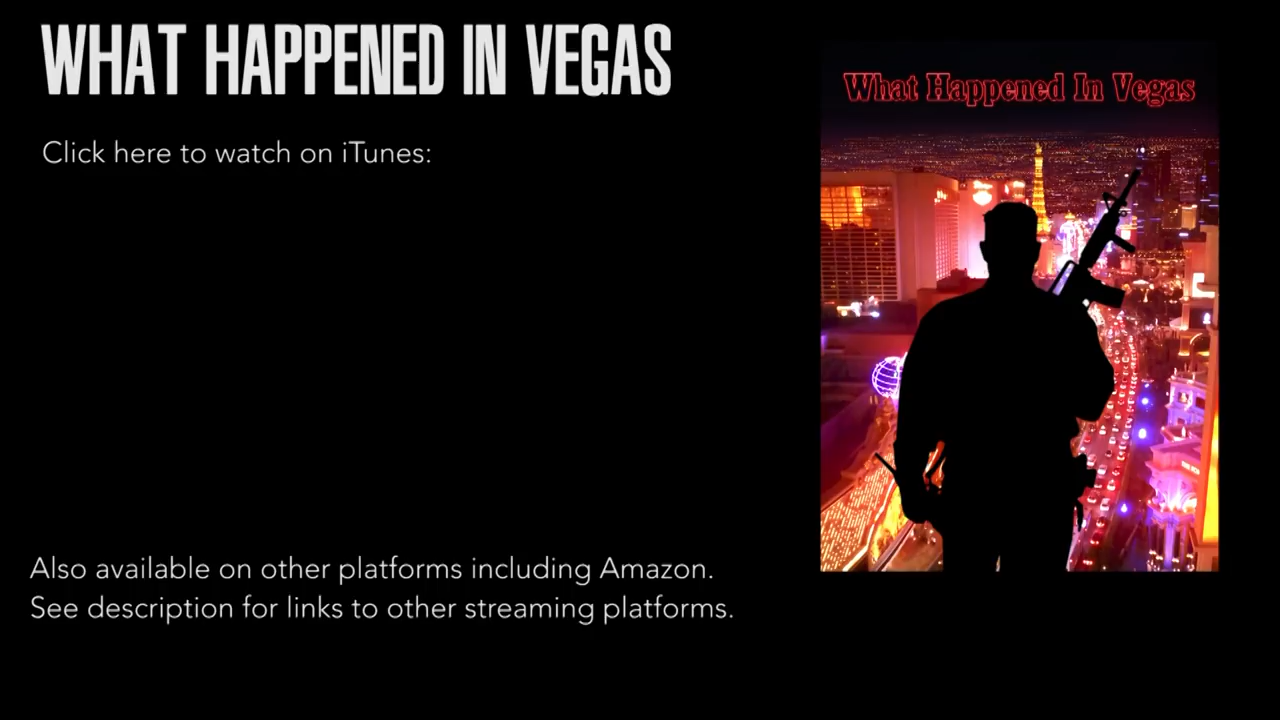 WHAT HAPPENED IN VEGAS
Click here to watch on iTunes:
Also available on other platforms including Amazon.
See description for links to other streaming platforms.
What Happened In Vegas